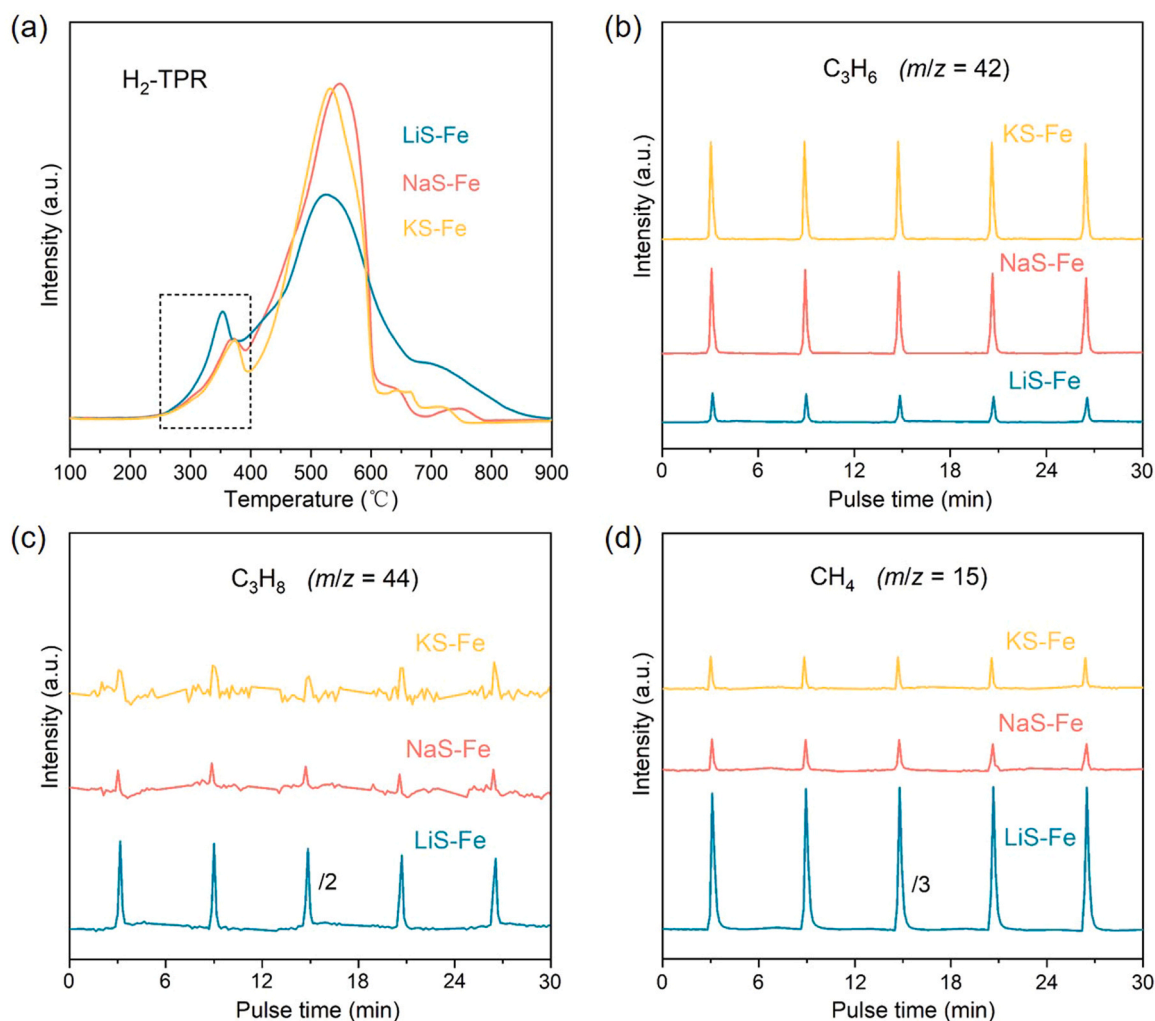 (a)
H₂-TPR
LiS-Fe
NaS-Fe
KS-Fe
Intensity (a.u.)
100 200 300 400 500 600 700 800 900
Temperature (℃)
(b)
C₃H₆ (m/z = 42)
KS-Fe
NaS-Fe
LiS-Fe
Intensity (a.u.)
0 6 12 18 24 30
Pulse time (min)
(c)
C₃H₈ (m/z = 44)
KS-Fe
NaS-Fe
LiS-Fe
/2
Intensity (a.u.)
0 6 12 18 24 30
Pulse time (min)
(d)
CH₄ (m/z = 15)
KS-Fe
NaS-Fe
LiS-Fe
/3
Intensity (a.u.)
0 6 12 18 24 30
Pulse time (min)